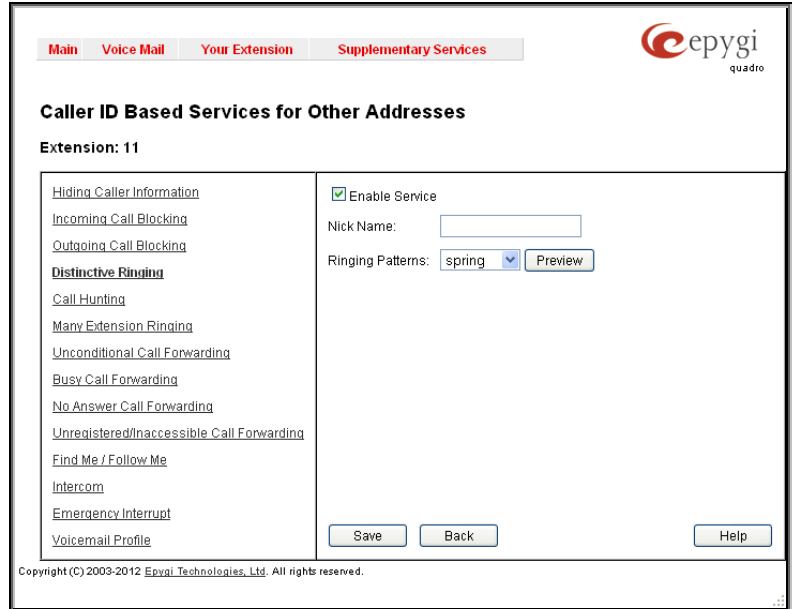 Main Voice Mail Your Extension Supplementary Services
epygi
quadro
Caller ID Based Services for Other Addresses
Extension: 11
Hiding Caller Information
Incoming Call Blocking
Outgoing Call Blocking
Distinctive Ringing
Call Hunting
Many Extension Ringing
Unconditional Call Forwarding
Busy Call Forwarding
No Answer Call Forwarding
Unregistered/Inaccessible Call Forwarding
Find Me / Follow Me
Intercom
Emergency Interrupt
Voicemail Profile
Enable Service
Nick Name:
Ringing Patterns: spring Preview
Save Back Help
Copyright (C) 2003-2012 Epygi Technologies, Ltd. All rights reserved.